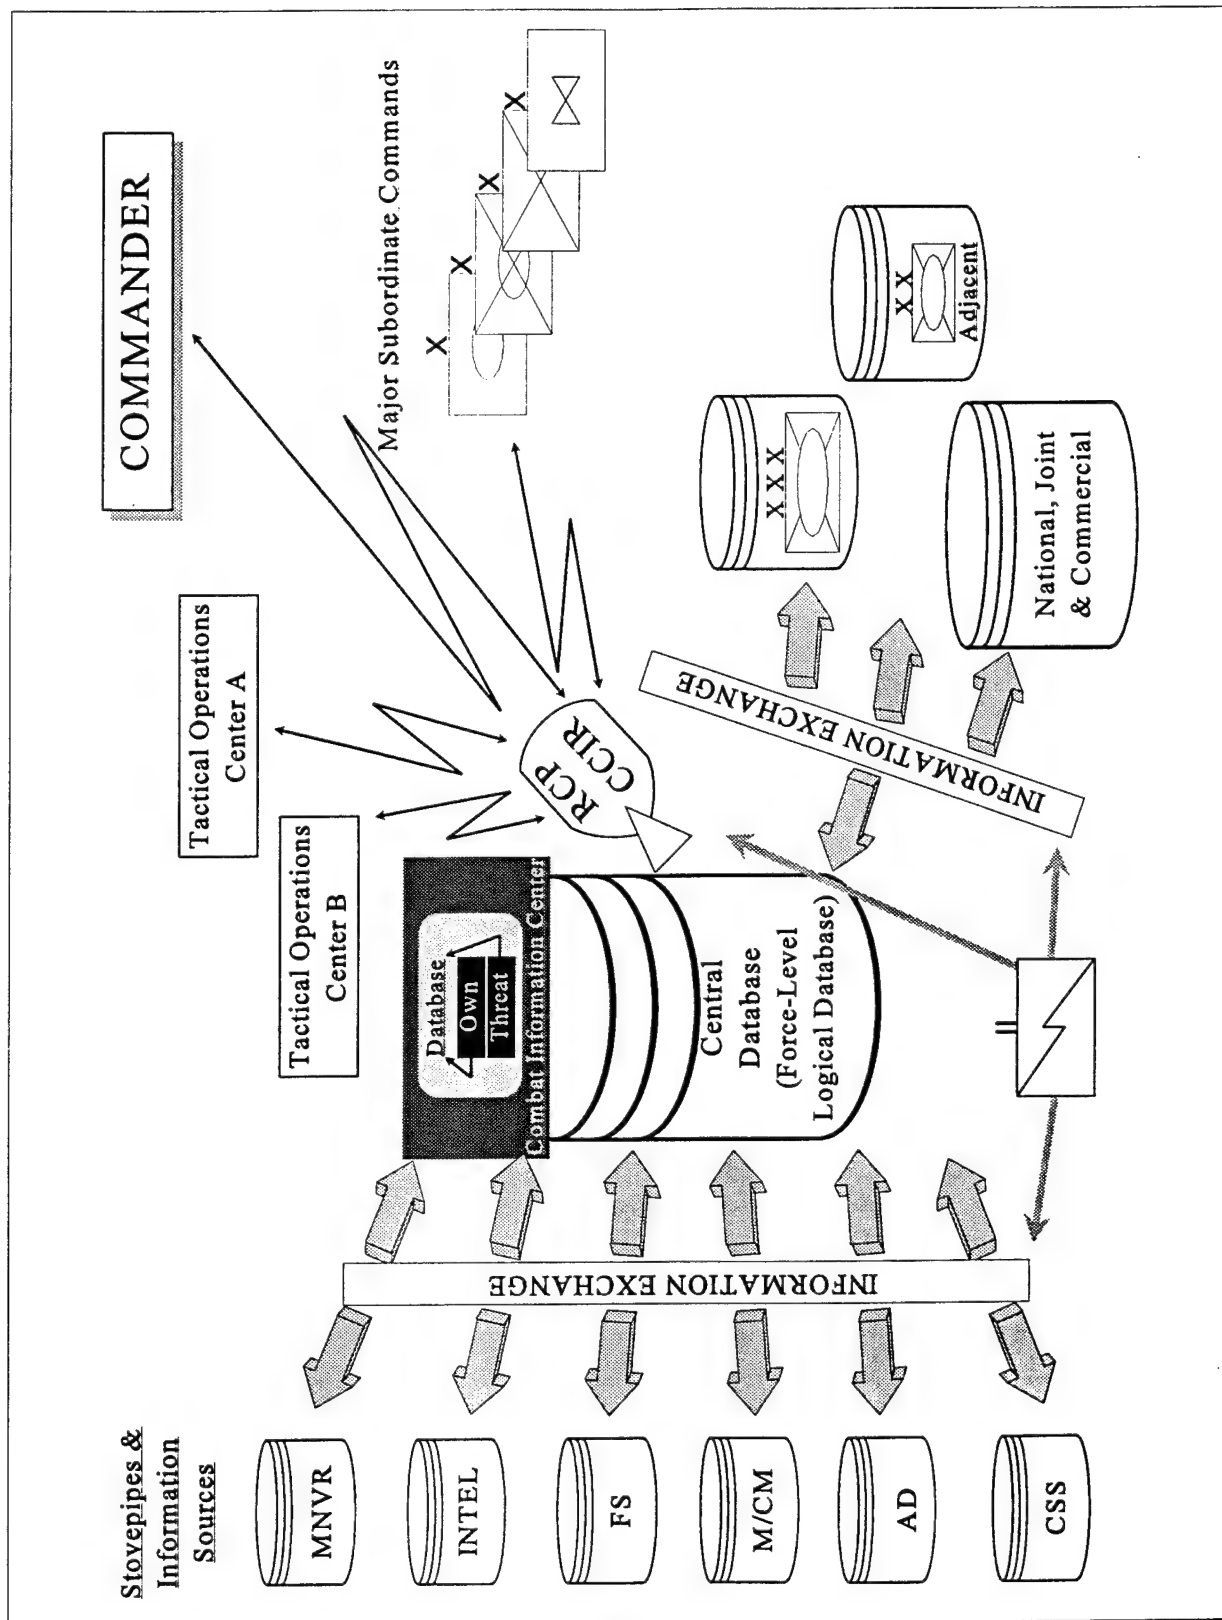 COMMANDER
Tactical Operations
Center A
Tactical Operations
Center B
Major Subordinate Commands
X
X
X
X
Stovepipes &
Information
Sources
MNVR
INTEL
FS
M/CM
AD
CSS
INFORMATION EXCHANGE
Database
Own
Threat
Combat Information Center
Central
Database
(Force-Level
Logical Database)
RCP
CCIR
INFORMATION EXCHANGE
X X X
X X
Adjacent
National, Joint
& Commercial